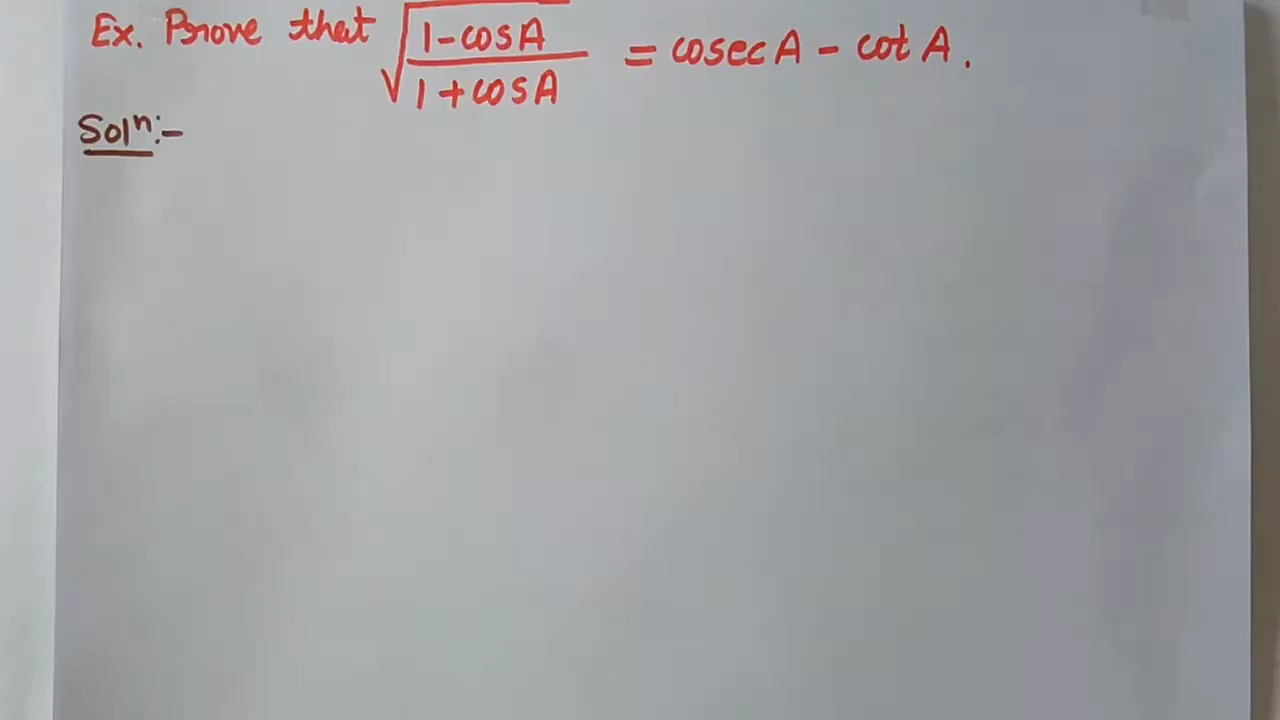 Ex. Prove that √(1-cosA)/(1+cosA) = cosecA - cotA.
Solⁿ:-